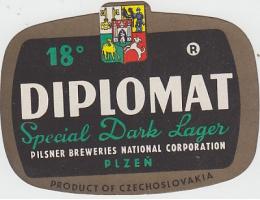 18°
®
DIPLOMAT
Special Dark Lager
PILSNER BREWERIES NATIONAL CORPORATION
PLZEŇ
PRODUCT OF CZECHOSLOVAKIA